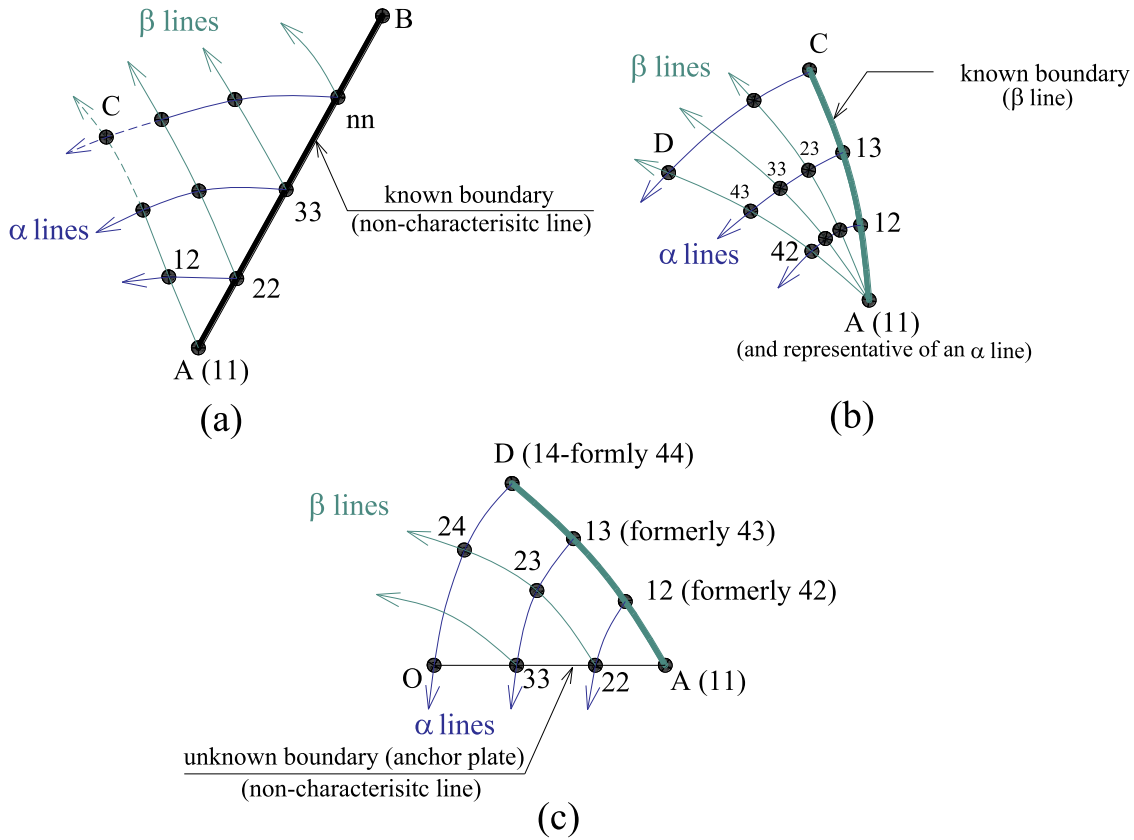 B
β lines
C
nn
known boundary
(non-characterisitc line)
33
α lines
12
22
A (11)
(a)
C
β lines
known boundary
(β line)
D
23
13
33
43
12
α lines
42
A (11)
(and representative of an α line)
(b)
D (14-formly 44)
β lines
24
13 (formerly 43)
23
12 (formerly 42)
O
33
22
A (11)
α lines
unknown boundary (anchor plate)
(non-characterisitc line)
(c)